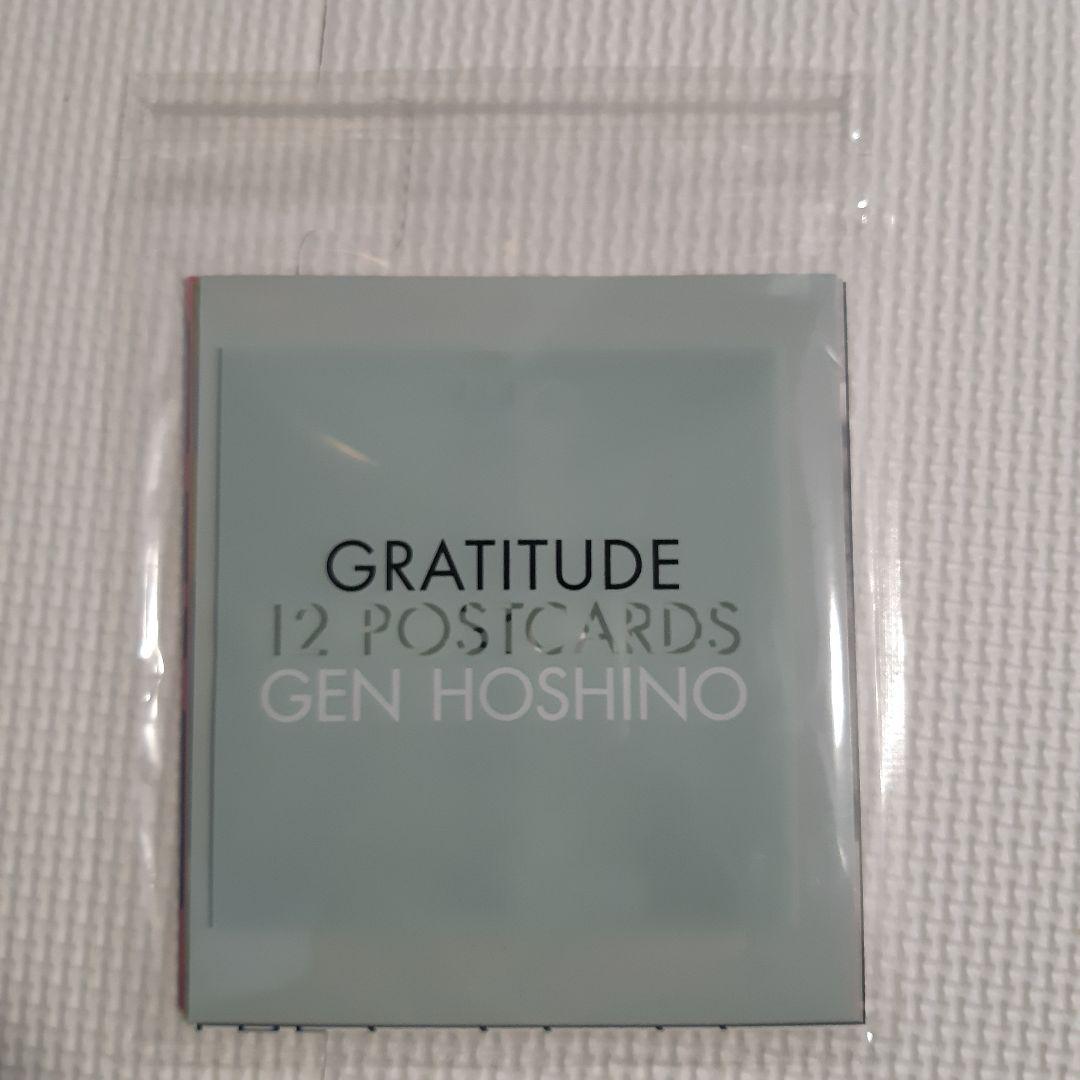 GRATITUDE
12 POSTCARDS
GEN HOSHINO